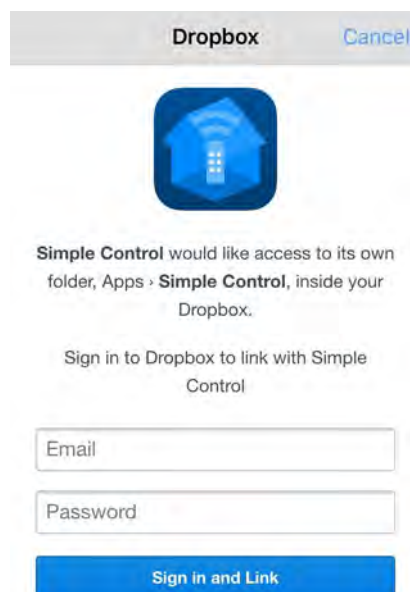 Dropbox Cancel
Simple Control would like access to its own
folder, Apps › Simple Control, inside your
Dropbox.
Sign in to Dropbox to link with Simple
Control
Email
Password
Sign in and Link